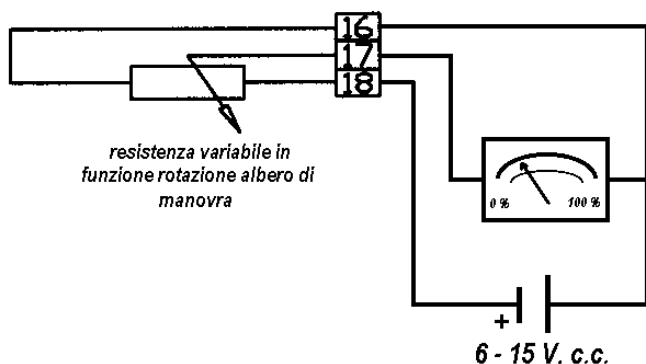 16
17
18
resistenza variabile in
funzione rotazione albero di
manovra
0 %
100 %
+
6 - 15 V. c.c.